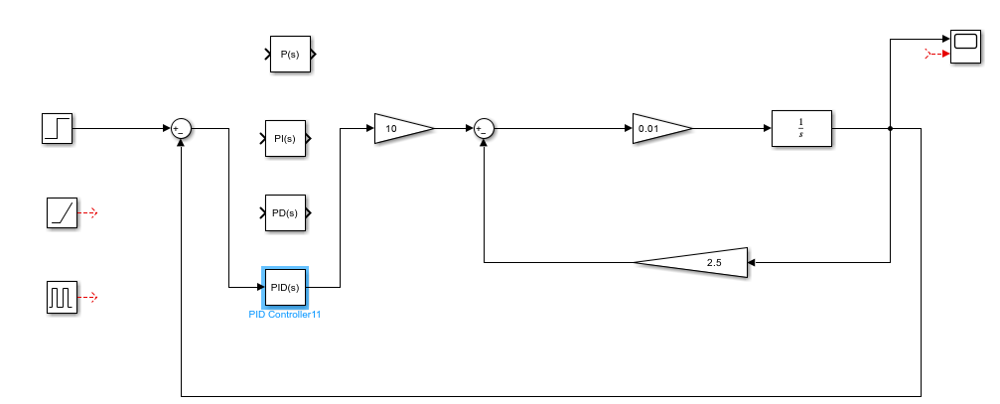 P(s)
PI(s)
PD(s)
PID(s)
PID Controller11
+
−
10
+
−
0.01
1
s
2.5